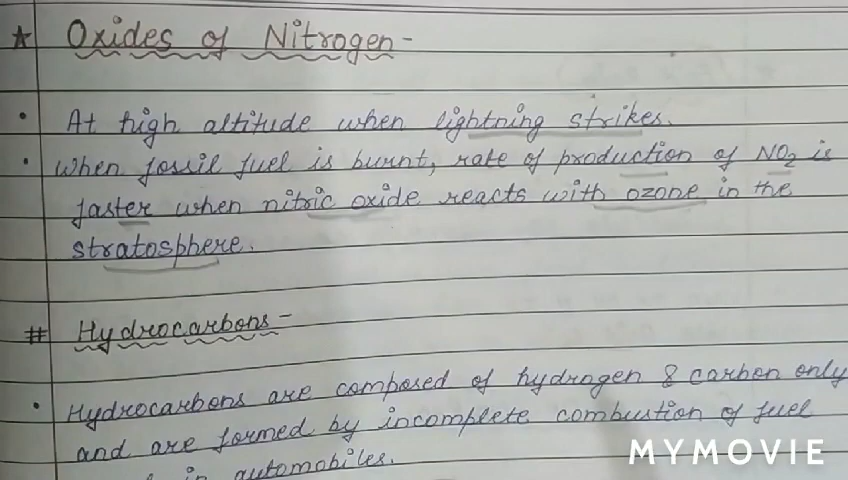 ★ Oxides of Nitrogen -
• At high altitude when lightning strikes.
• When fossil fuel is burnt, rate of production of NO₂ is
faster when nitric oxide reacts with ozone in the
stratosphere.
# Hydrocarbons -
• Hydrocarbons are composed of hydrogen & carbon only
and are formed by incomplete combustion of fuel
in automobiles.
MYMOVIE